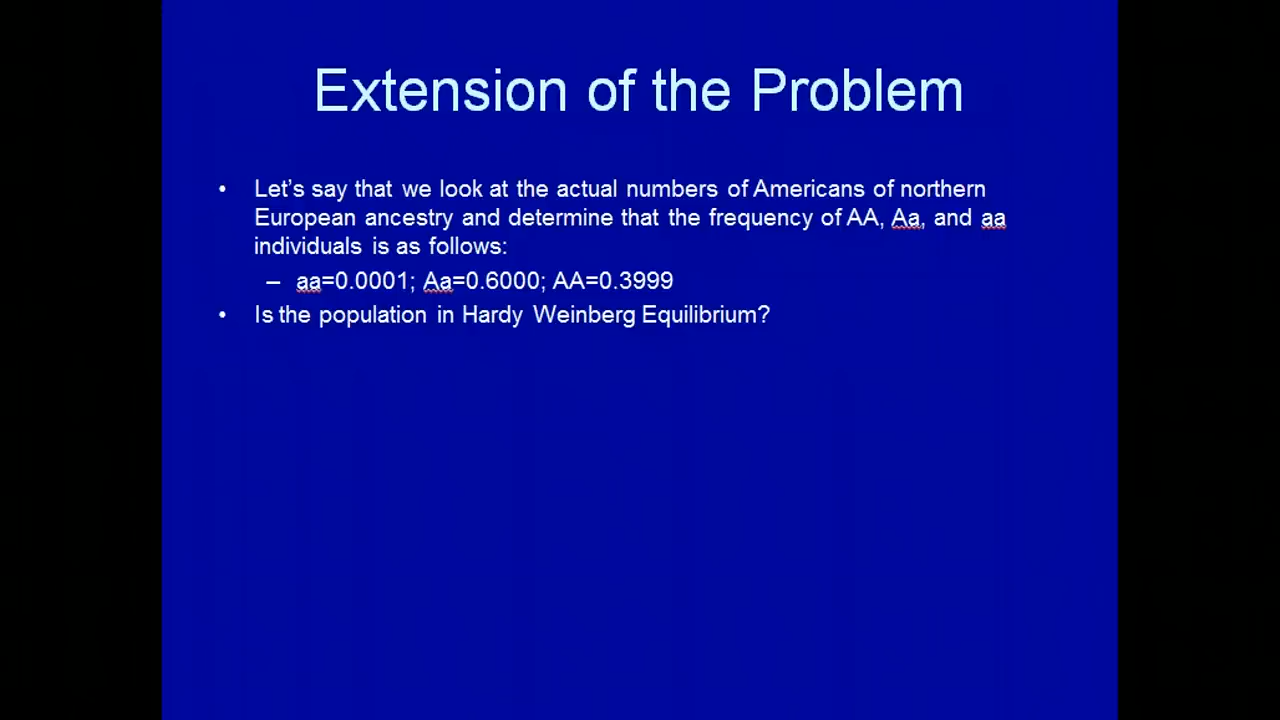 Extension of the Problem
• Let's say that we look at the actual numbers of Americans of northern
European ancestry and determine that the frequency of AA, Aa, and aa
individuals is as follows:
– aa=0.0001; Aa=0.6000; AA=0.3999
• Is the population in Hardy Weinberg Equilibrium?